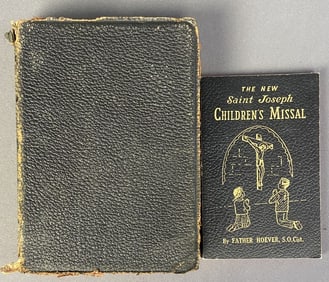 THE NEW
Saint Joseph
CHILDREN'S MISSAL
By FATHER HOEVER, S.O.Cist.